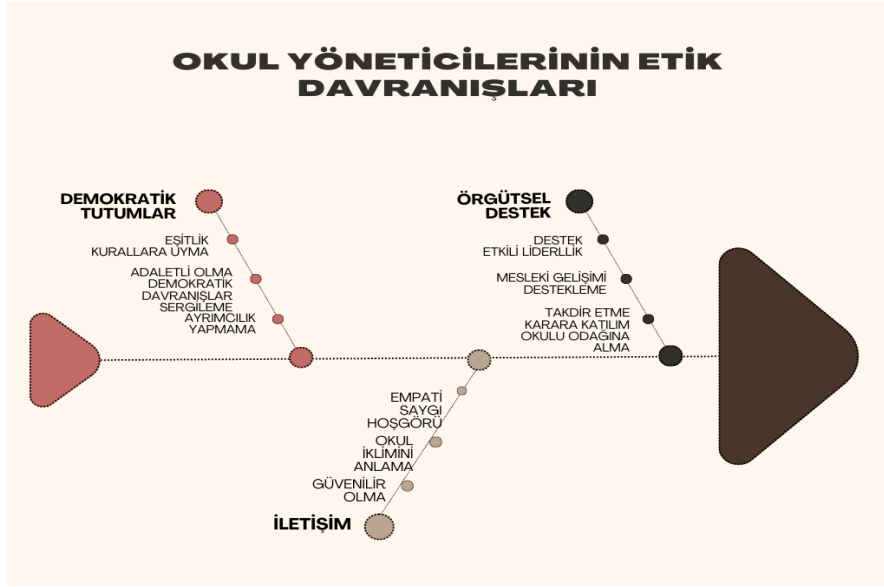 OKUL YÖNETİCİLERİNİN ETİK
DAVRANIŞLARI
DEMOKRATİK
TUTUMLAR
EŞİTLİK
KURALLARA UYMA
ADALETLİ OLMA
DEMOKRATİK
DAVRANIŞLAR
SERGİLEME
AYRIMCILIK
YAPMAMA
ÖRGÜTSEL
DESTEK
DESTEK
ETKİLİ LİDERLLİK
MESLEKİ GELİŞİMİ
DESTEKLEME
TAKDİR ETME
KARARA KATILIM
OKULU ODAĞINA
ALMA
EMPATİ
SAYGI
HOŞGÖRÜ
OKUL
İKLİMİNİ
ANLAMA
GÜVENİLİR
OLMA
İLETİŞİM